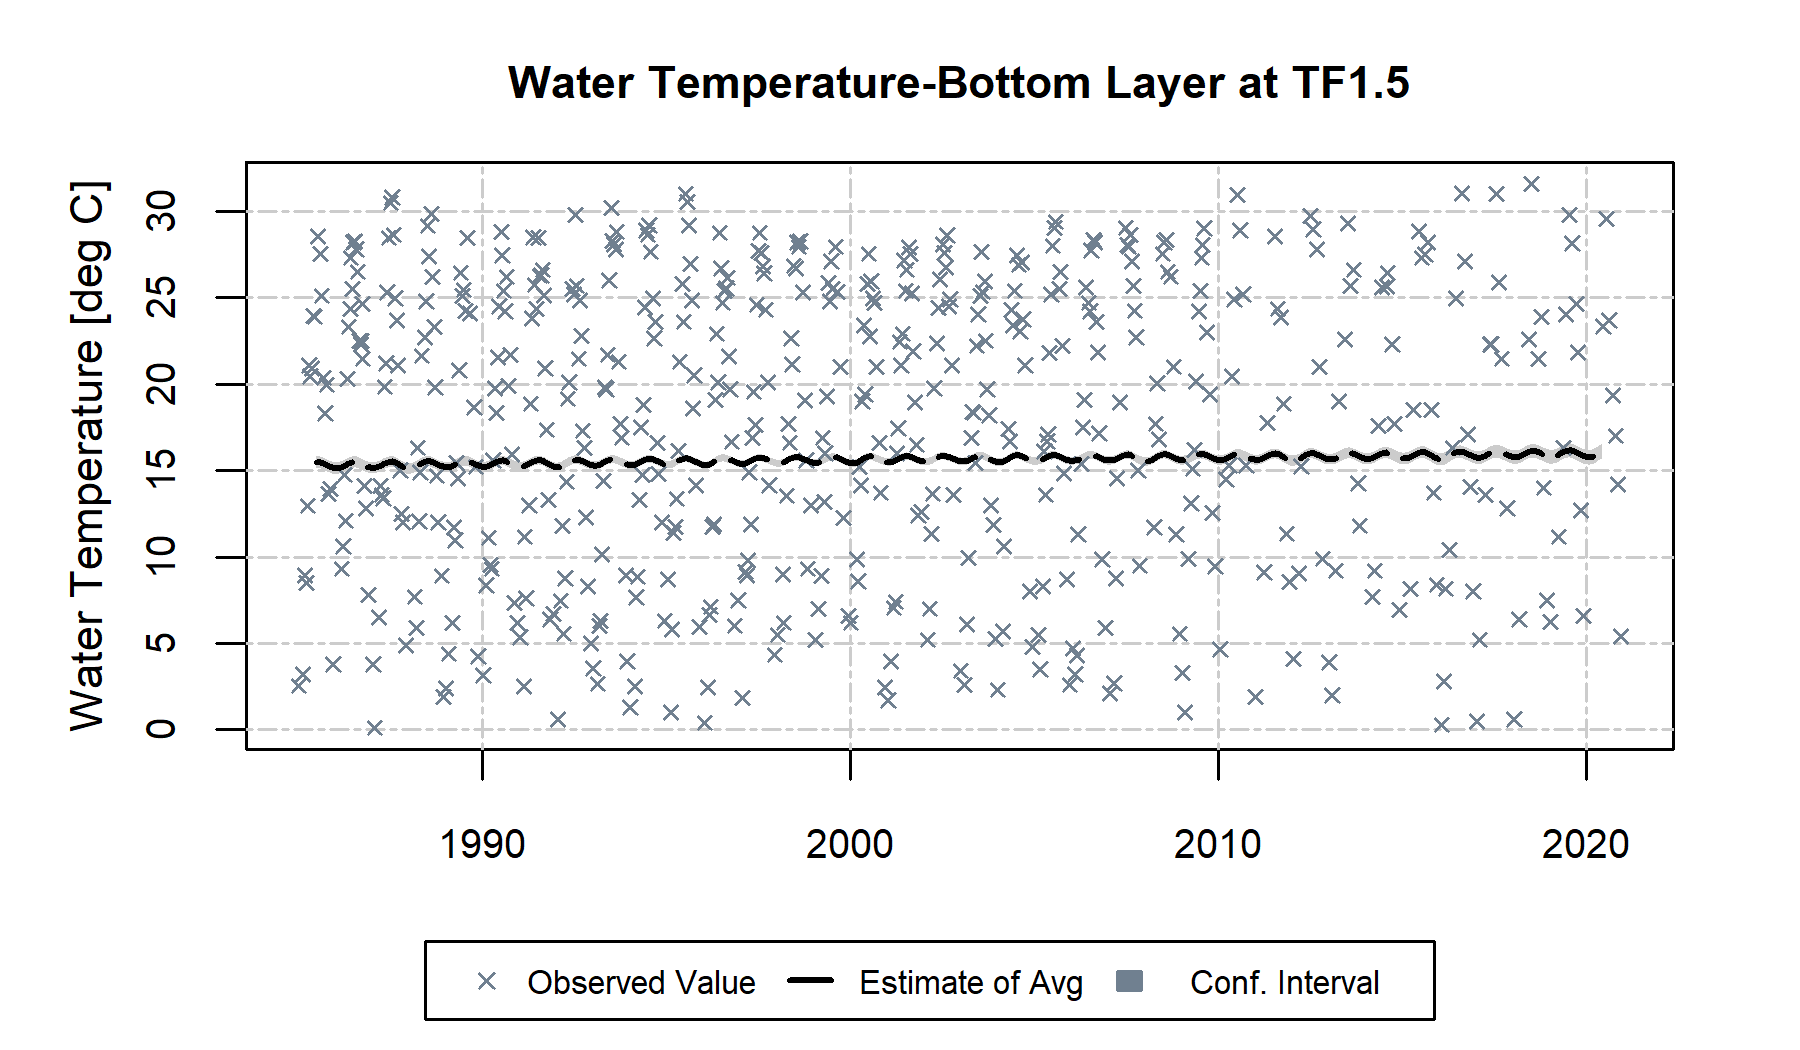 Water Temperature-Bottom Layer at TF1.5
Water Temperature [deg C]
30
25
20
15
10
5
0
1990 2000 2010 2020
Observed Value Estimate of Avg Conf. Interval